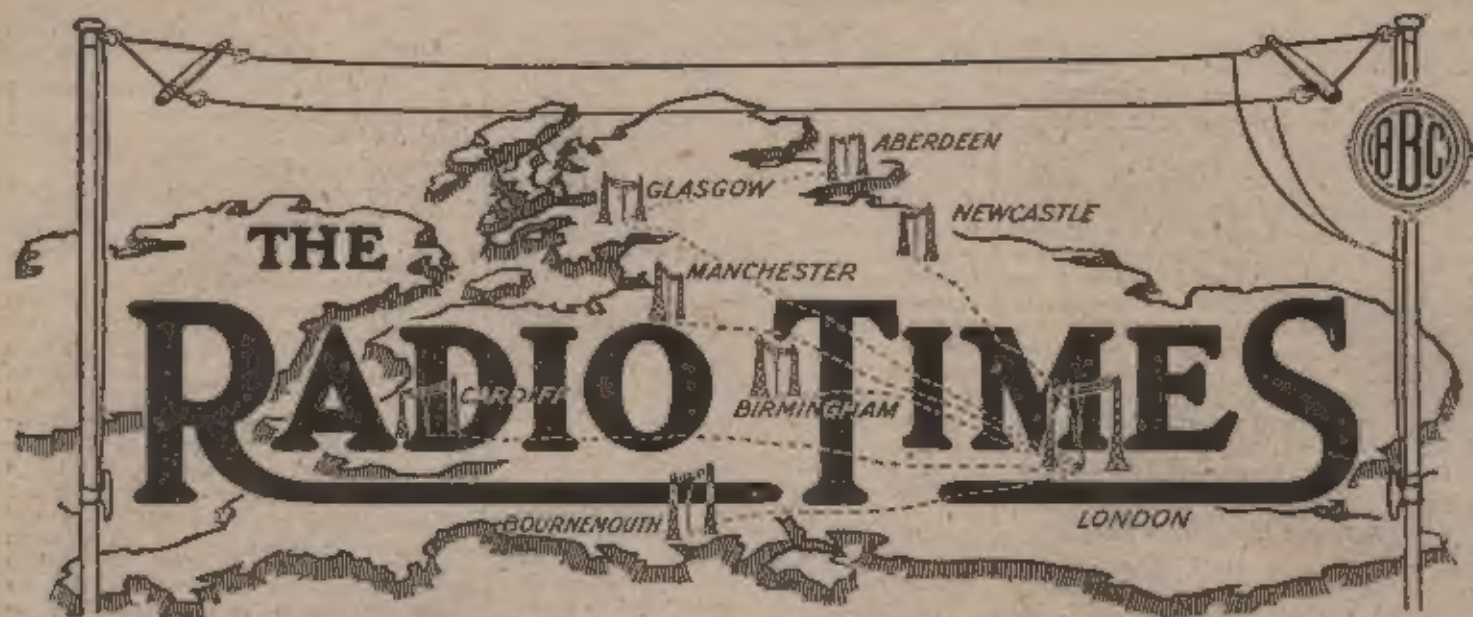 ABERDEEN
BBC
GLASGOW
NEWCASTLE
THE
MANCHESTER
RADIO TIMES
CARDIFF
BIRMINGHAM
BOURNEMOUTH
LONDON